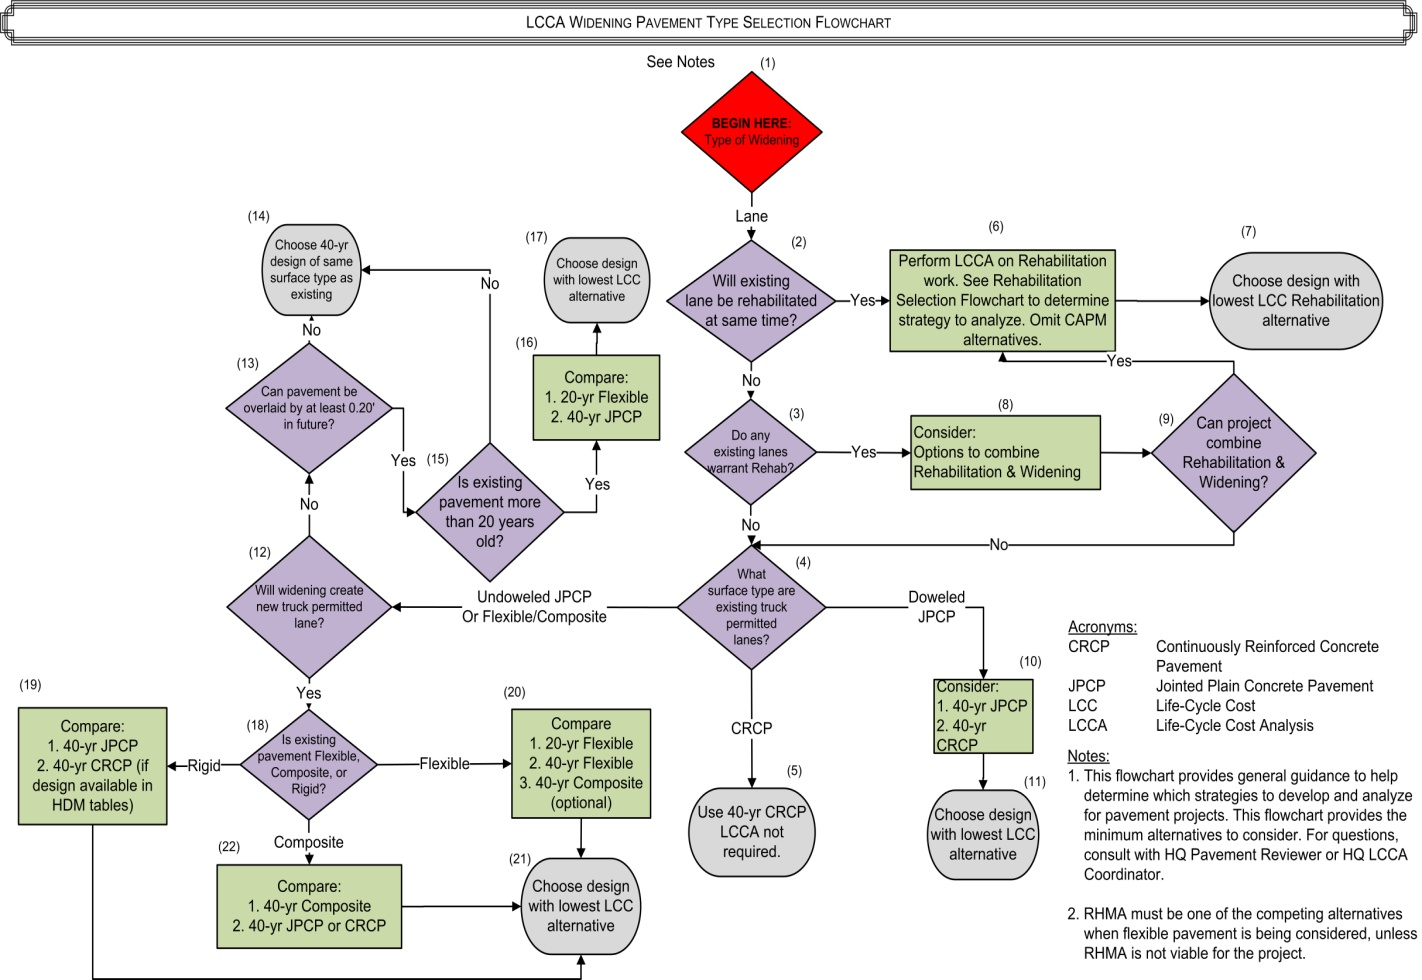 LCCA WIDENING PAVEMENT TYPE SELECTION FLOWCHART
See Notes
(1)
BEGIN HERE:
Type of Widening
Lane
(2)
Will existing
lane be rehabilitated
at same time?
Yes
(6)
Perform LCCA on Rehabilitation
work. See Rehabilitation
Selection Flowchart to determine
strategy to analyze. Omit CAPM
alternatives.
(7)
Choose design with
lowest LCC Rehabilitation
alternative
No
(3)
Do any
existing lanes
warrant Rehab?
Yes
(8)
Consider:
Options to combine
Rehabilitation & Widening
(9)
Can project
combine
Rehabilitation &
Widening?
Yes
No
No
(4)
What
surface type are
existing truck
permitted
lanes?
Doweled
JPCP
(10)
Consider:
1. 40-yr JPCP
2. 40-yr
CRCP
(11)
Choose design
with lowest LCC
alternative
CRCP
(5)
Use 40-yr CRCP
LCCA not
required.
Undoweled JPCP
Or Flexible/Composite
(12)
Will widening create
new truck permitted
lane?
No
(13)
Can pavement be
overlaid by at least 0.20'
in future?
No
(14)
Choose 40-yr
design of same
surface type as
existing
Yes
(15)
Is existing
pavement more
than 20 years
old?
No
Yes
(16)
Compare:
1. 20-yr Flexible
2. 40-yr JPCP
(17)
Choose design
with lowest LCC
alternative
Yes
(18)
Is existing
pavement Flexible,
Composite, or
Rigid?
Rigid
(19)
Compare:
1. 40-yr JPCP
2. 40-yr CRCP (if
design available in
HDM tables)
Flexible
(20)
Compare
1. 20-yr Flexible
2. 40-yr Flexible
3. 40-yr Composite
(optional)
(21)
Choose design
with lowest LCC
alternative
Composite
(22)
Compare:
1. 40-yr Composite
2. 40-yr JPCP or CRCP
Acronyms:
CRCP Continuously Reinforced Concrete
Pavement
JPCP Jointed Plain Concrete Pavement
LCC Life-Cycle Cost
LCCA Life-Cycle Cost Analysis
Notes:
1. This flowchart provides general guidance to help
determine which strategies to develop and analyze
for pavement projects. This flowchart provides the
minimum alternatives to consider. For questions,
consult with HQ Pavement Reviewer or HQ LCCA
Coordinator.
2. RHMA must be one of the competing alternatives
when flexible pavement is being considered, unless
RHMA is not viable for the project.